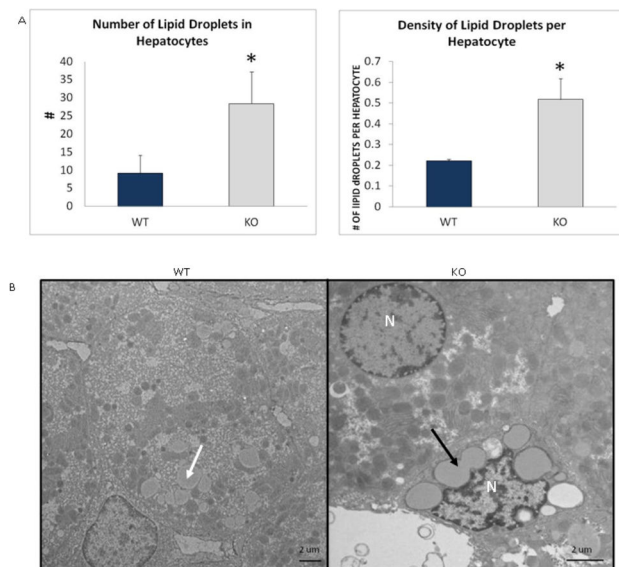 A
Number of Lipid Droplets in
Hepatocytes
#
40
35
30
25
20
15
10
5
0
*
WT
KO
Density of Lipid Droplets per
Hepatocyte
# OF lIPID dROPLETS PER HEPATOCYTE
0.7
0.6
0.5
0.4
0.3
0.2
0.1
0
*
WT
KO
B
WT
KO
N
N
2 um
2 um